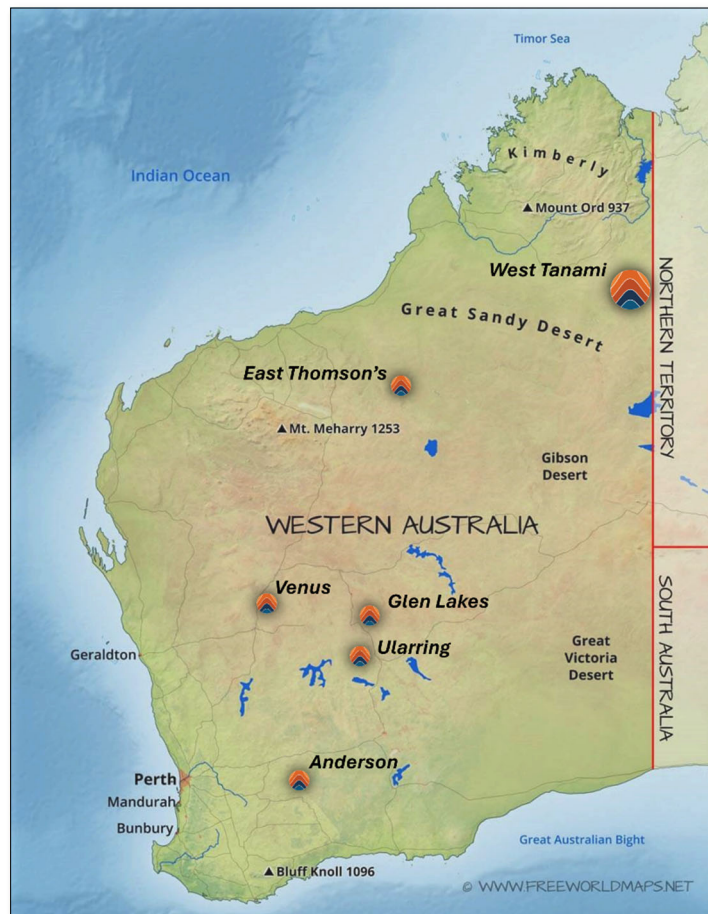 Timor Sea
Indian Ocean
Kimberly
▲ Mount Ord 937
West Tanami
NORTHERN TERRITORY
Great Sandy Desert
East Thomson's
▲ Mt. Meharry 1253
Gibson
Desert
WESTERN AUSTRALIA
Venus
Glen Lakes
SOUTH AUSTRALIA
Ularring
Geraldton
Great
Victoria
Desert
Anderson
Perth
Mandurah
Bunbury
Great Australian Bight
▲ Bluff Knoll 1096
© WWW.FREEWORLDMAPS.NET